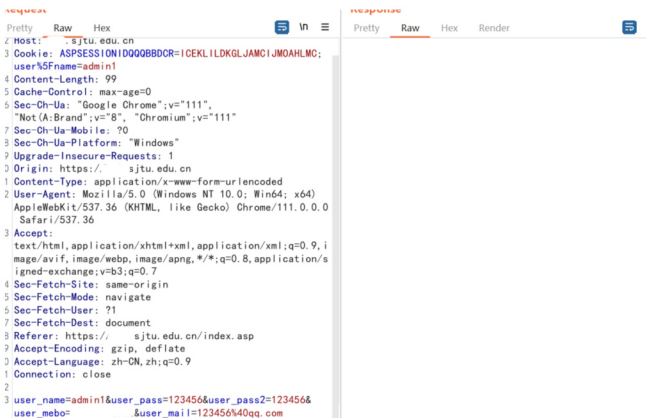 Request
Response
Pretty Raw Hex \n
Pretty Raw Hex Render
2 Host: .sjtu.edu.cn
3 Cookie: ASPSESSIONIDQQQBBDCR=ICEKLILDKGLJAMCIJMOAHLMC;
user%5Fname=admin1
4 Content-Length: 99
5 Cache-Control: max-age=0
6 Sec-Ch-Ua: "Google Chrome";v="111",
"Not(A:Brand";v="8", "Chromium";v="111"
7 Sec-Ch-Ua-Mobile: ?0
8 Sec-Ch-Ua-Platform: "Windows"
9 Upgrade-Insecure-Requests: 1
0 Origin: https:/. sjtu.edu.cn
1 Content-Type: application/x-www-form-urlencoded
2 User-Agent: Mozilla/5.0 (Windows NT 10.0; Win64; x64)
AppleWebKit/537.36 (KHTML, like Gecko) Chrome/111.0.0.0
Safari/537.36
3 Accept:
text/html,application/xhtml+xml,application/xml;q=0.9,i
mage/avif,image/webp,image/apng,*/*;q=0.8,application/s
igned-exchange;v=b3;q=0.7
4 Sec-Fetch-Site: same-origin
5 Sec-Fetch-Mode: navigate
6 Sec-Fetch-User: ?1
7 Sec-Fetch-Dest: document
8 Referer: https:/ sjtu.edu.cn/index.asp
9 Accept-Encoding: gzip, deflate
0 Accept-Language: zh-CN,zh;q=0.9
1 Connection: close
2
3 user_name=admin1&user_pass=123456&user_pass2=123456&
user_mebo= &user_mail=123456%40qq.com